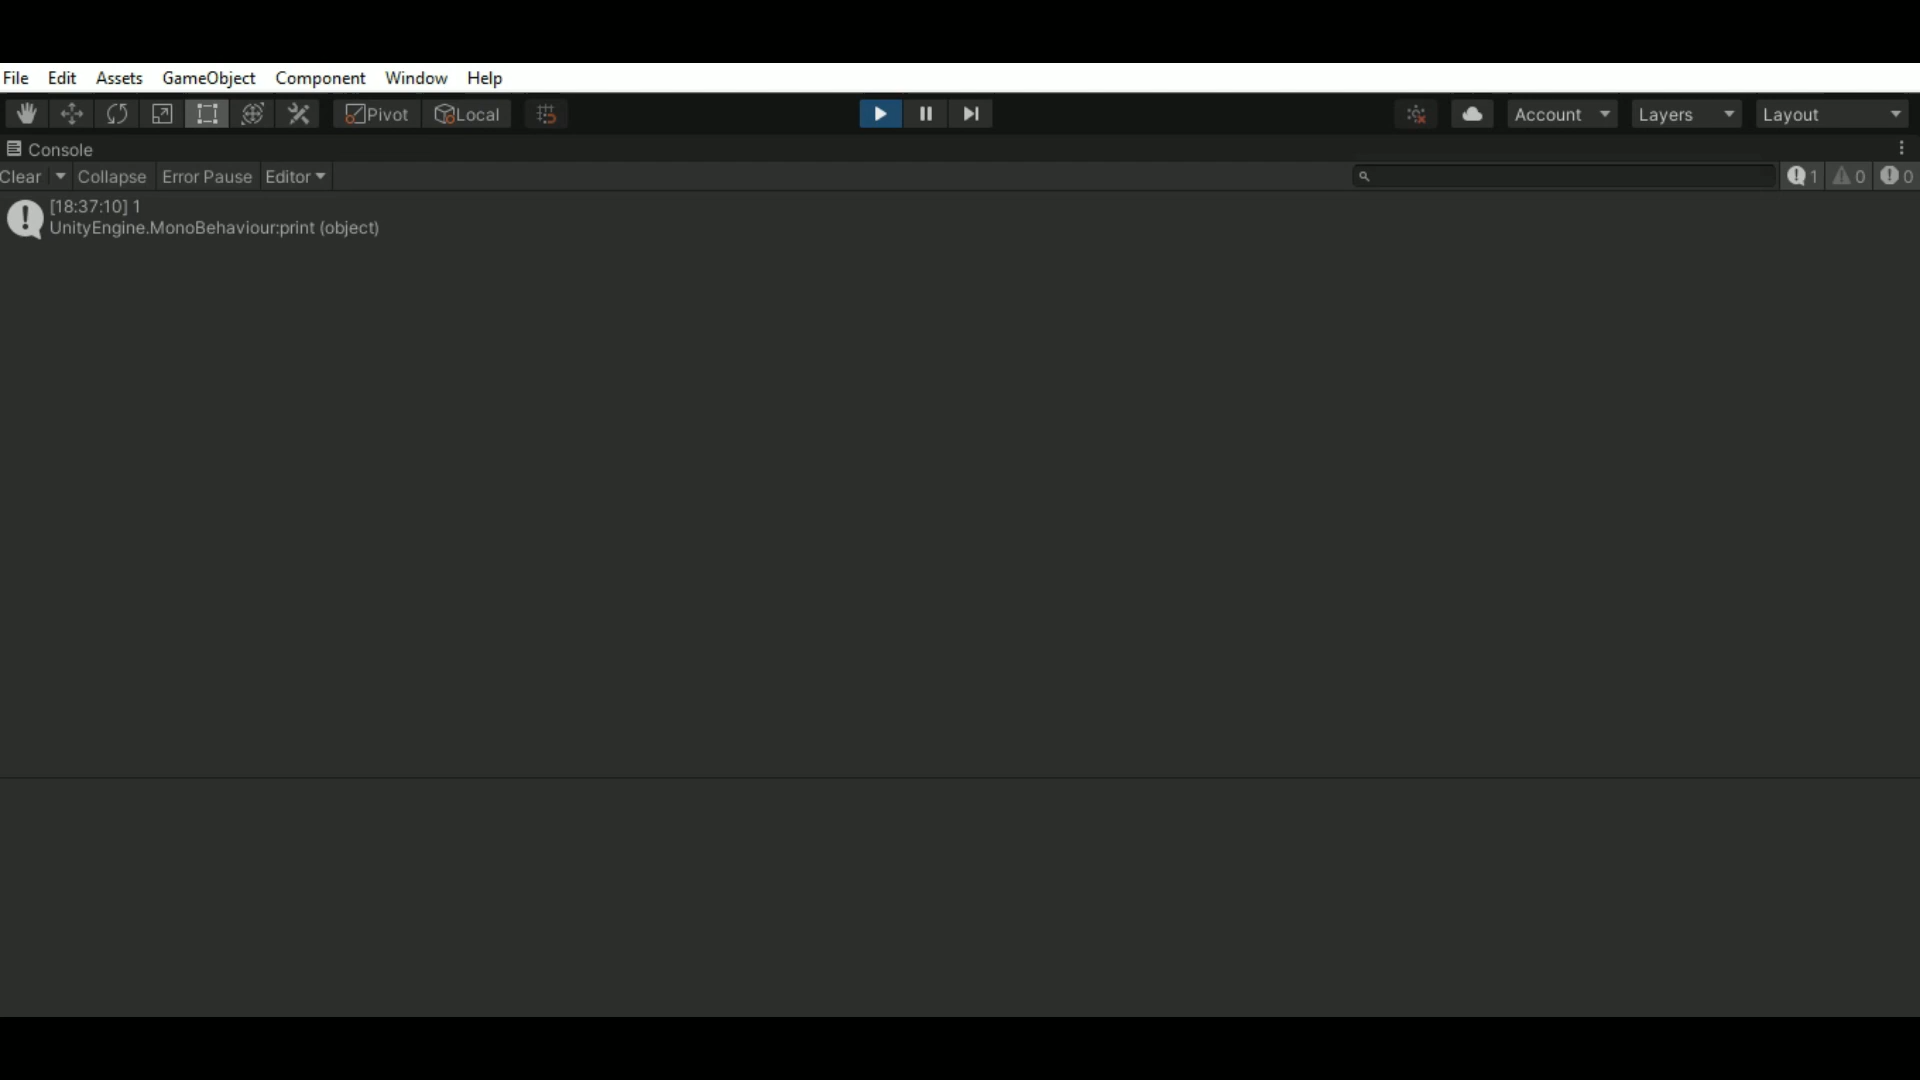 File Edit Assets GameObject Component Window Help
Pivot Local Account Layers Layout
Console
Clear Collapse Error Pause Editor 1 0 0
[18:37:10] 1
UnityEngine.MonoBehaviour:print (object)